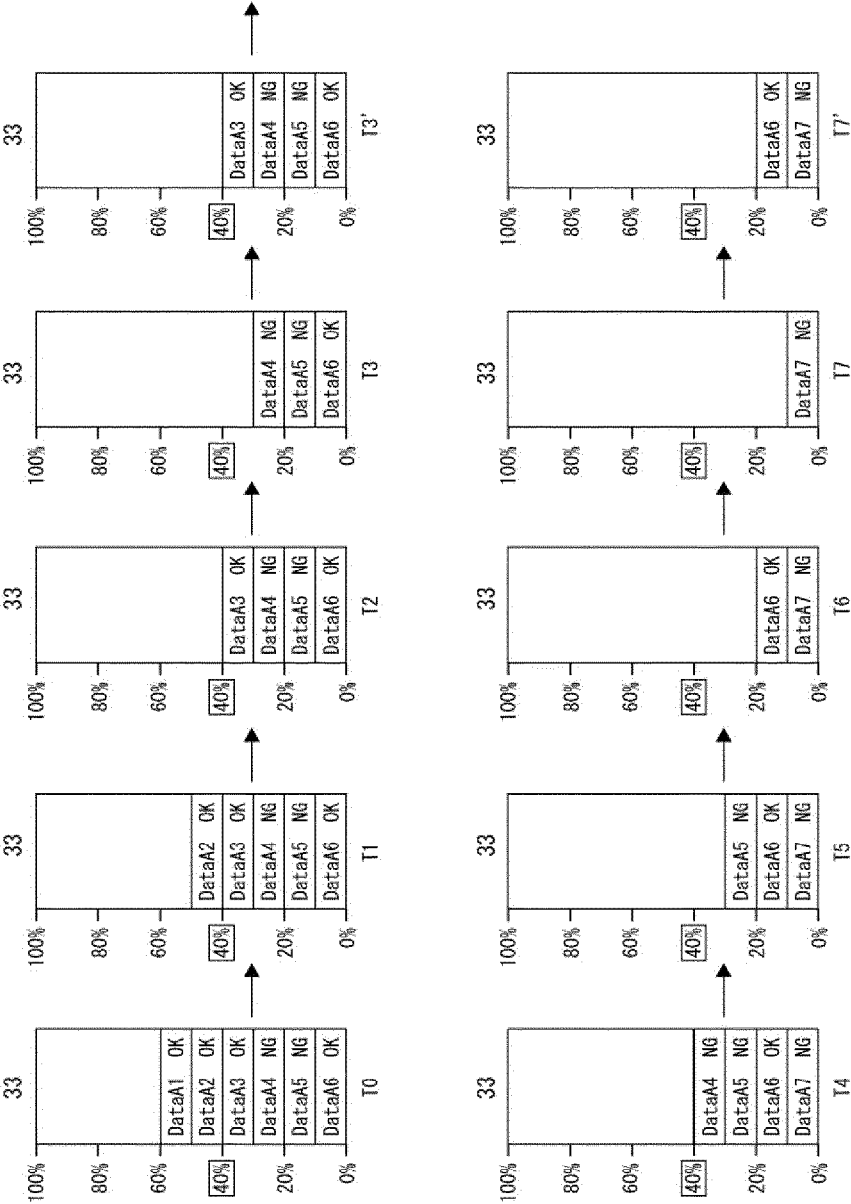 33
100%
80%
60%
40%
20%
0%
DataA1 OK
DataA2 OK
DataA3 OK
DataA4 NG
DataA5 NG
DataA6 OK
T0
33
100%
80%
60%
40%
20%
0%
DataA2 OK
DataA3 OK
DataA4 NG
DataA5 NG
DataA6 OK
T1
33
100%
80%
60%
40%
20%
0%
DataA3 OK
DataA4 NG
DataA5 NG
DataA6 OK
T2
33
100%
80%
60%
40%
20%
0%
DataA4 NG
DataA5 NG
DataA6 OK
T3
33
100%
80%
60%
40%
20%
0%
DataA3 OK
DataA4 NG
DataA5 NG
DataA6 OK
T3'
33
100%
80%
60%
40%
20%
0%
DataA4 NG
DataA5 NG
DataA6 OK
DataA7 NG
T4
33
100%
80%
60%
40%
20%
0%
DataA5 NG
DataA6 OK
DataA7 NG
T5
33
100%
80%
60%
40%
20%
0%
DataA6 OK
DataA7 NG
T6
33
100%
80%
60%
40%
20%
0%
DataA7 NG
T7
33
100%
80%
60%
40%
20%
0%
DataA6 OK
DataA7 NG
T7'